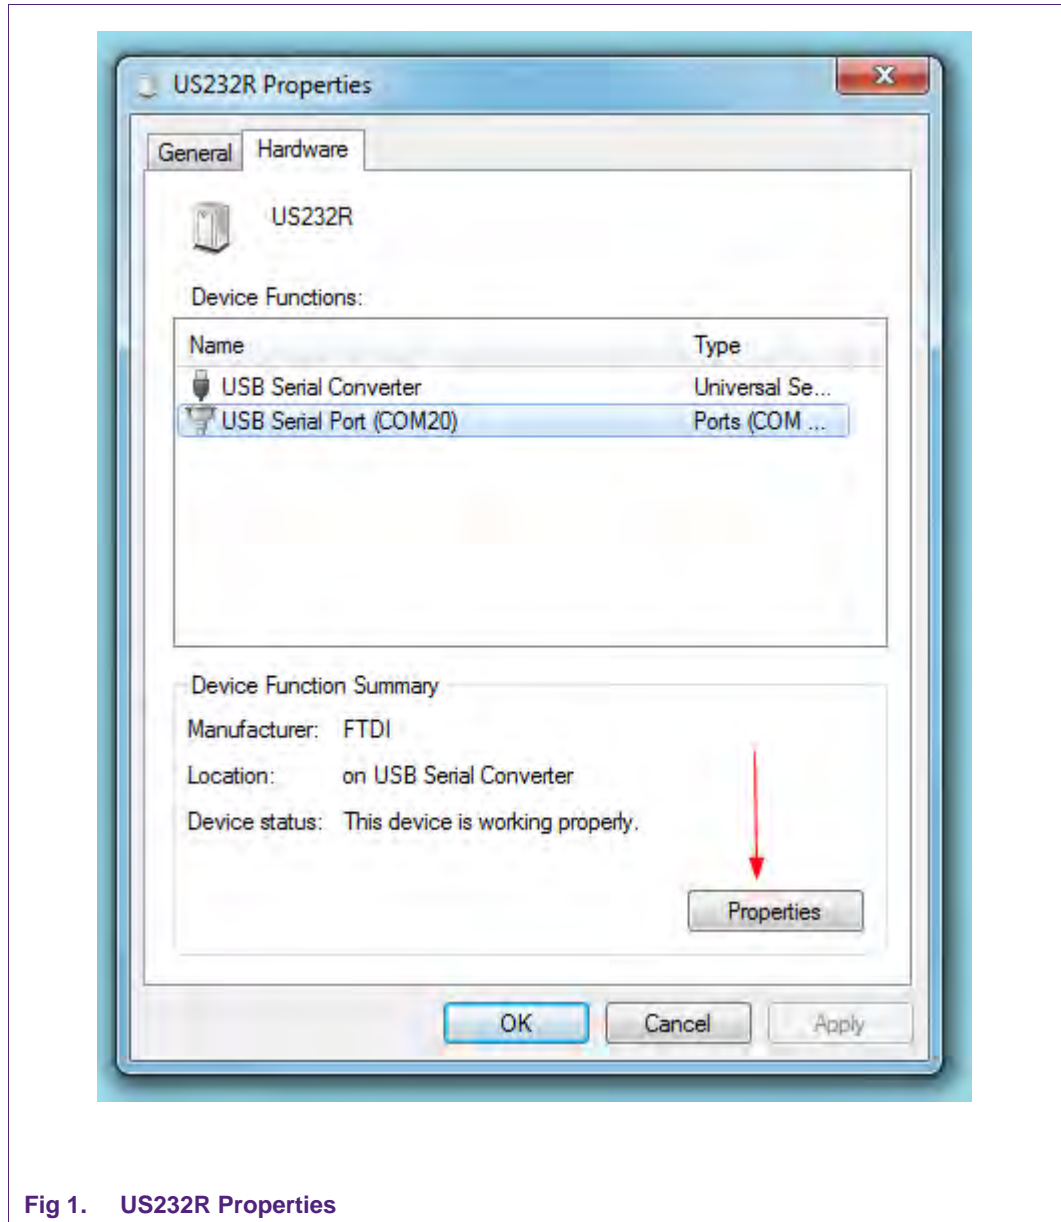 US232R Properties
General Hardware
US232R
Device Functions:
Name Type
USB Serial Converter Universal Se...
USB Serial Port (COM20) Ports (COM ...
Device Function Summary
Manufacturer: FTDI
Location: on USB Serial Converter
Device status: This device is working properly.
Properties
OK Cancel Apply
Fig 1. US232R Properties